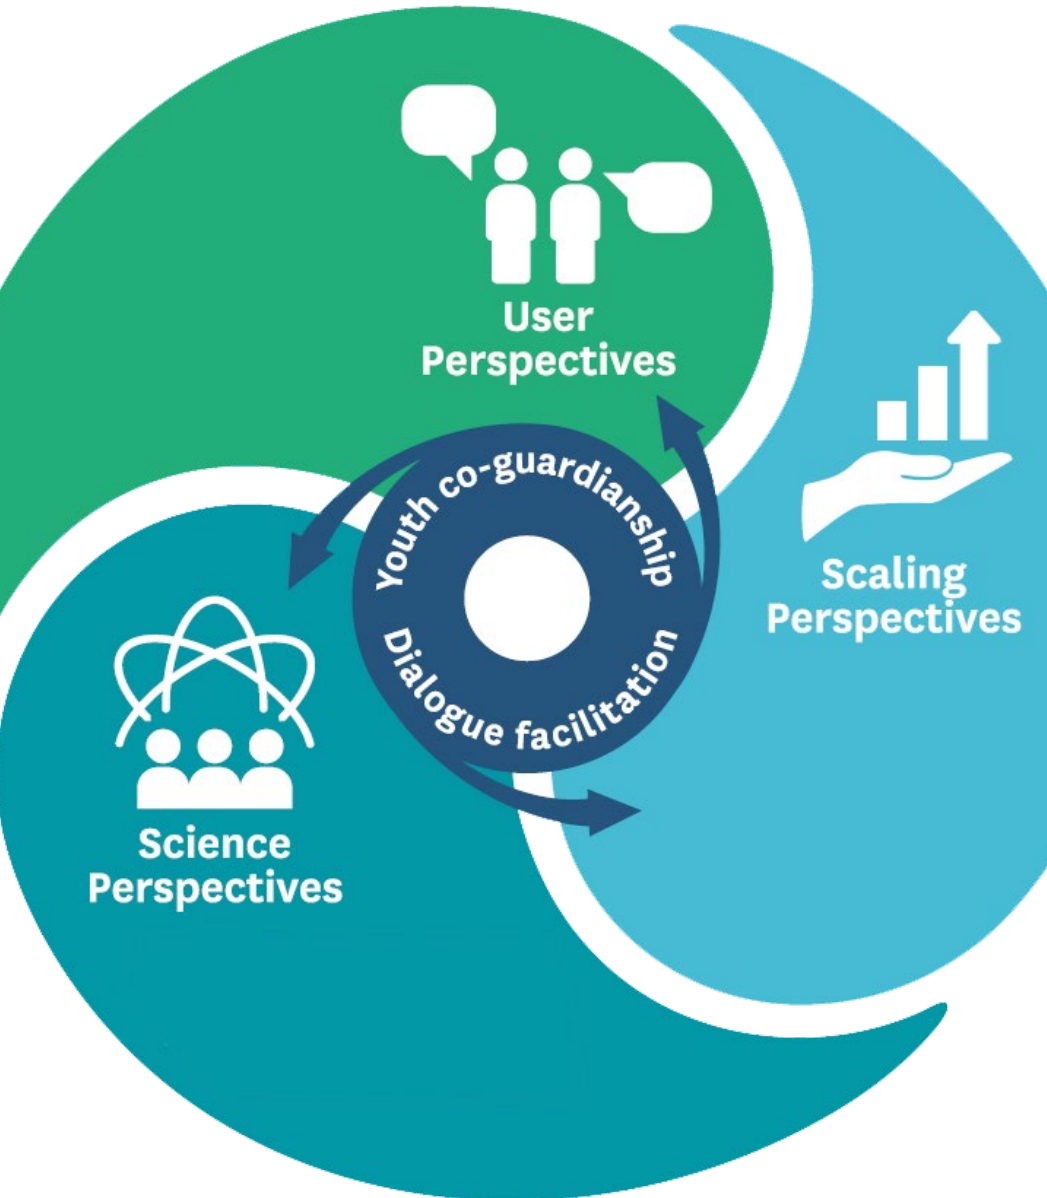 User
Perspectives
Youth co-guardianship
Scaling
Perspectives
Dialogue facilitation
Science
Perspectives